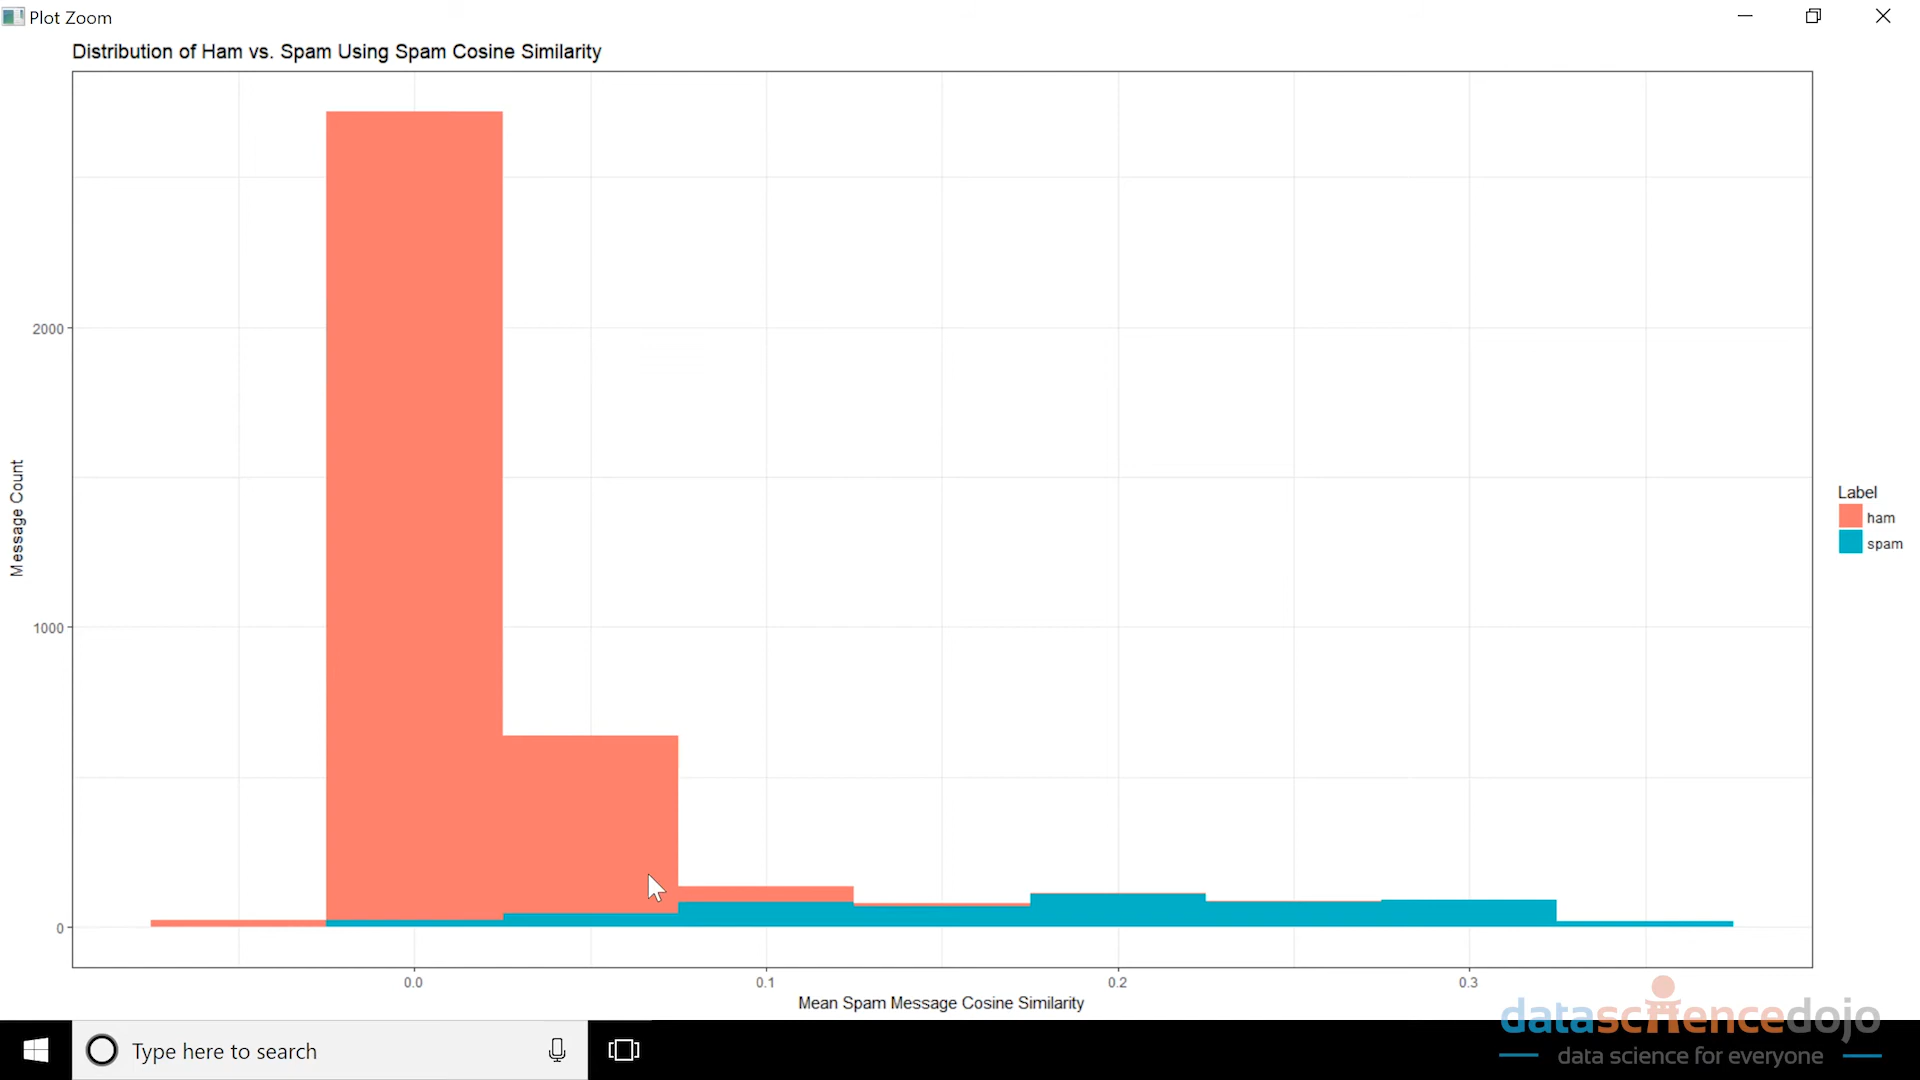 Plot Zoom
Distribution of Ham vs. Spam Using Spam Cosine Similarity
Message Count
2000
1000
0
0.0
0.1
0.2
0.3
Mean Spam Message Cosine Similarity
Label
ham
spam
datasciencedojo
data science for everyone
Type here to search